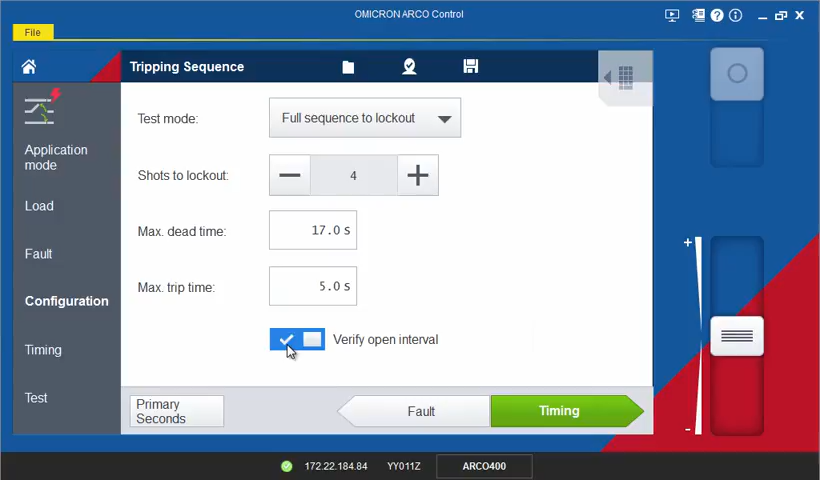 OMICRON ARCO Control
File
Tripping Sequence
Test mode:
Full sequence to lockout
Application
mode
Shots to lockout:
4
Load
Max. dead time:
17.0 s
Fault
Max. trip time:
5.0 s
Configuration
Verify open interval
Timing
Test
Primary
Seconds
Fault
Timing
172.22.184.84
YY011Z
ARCO400